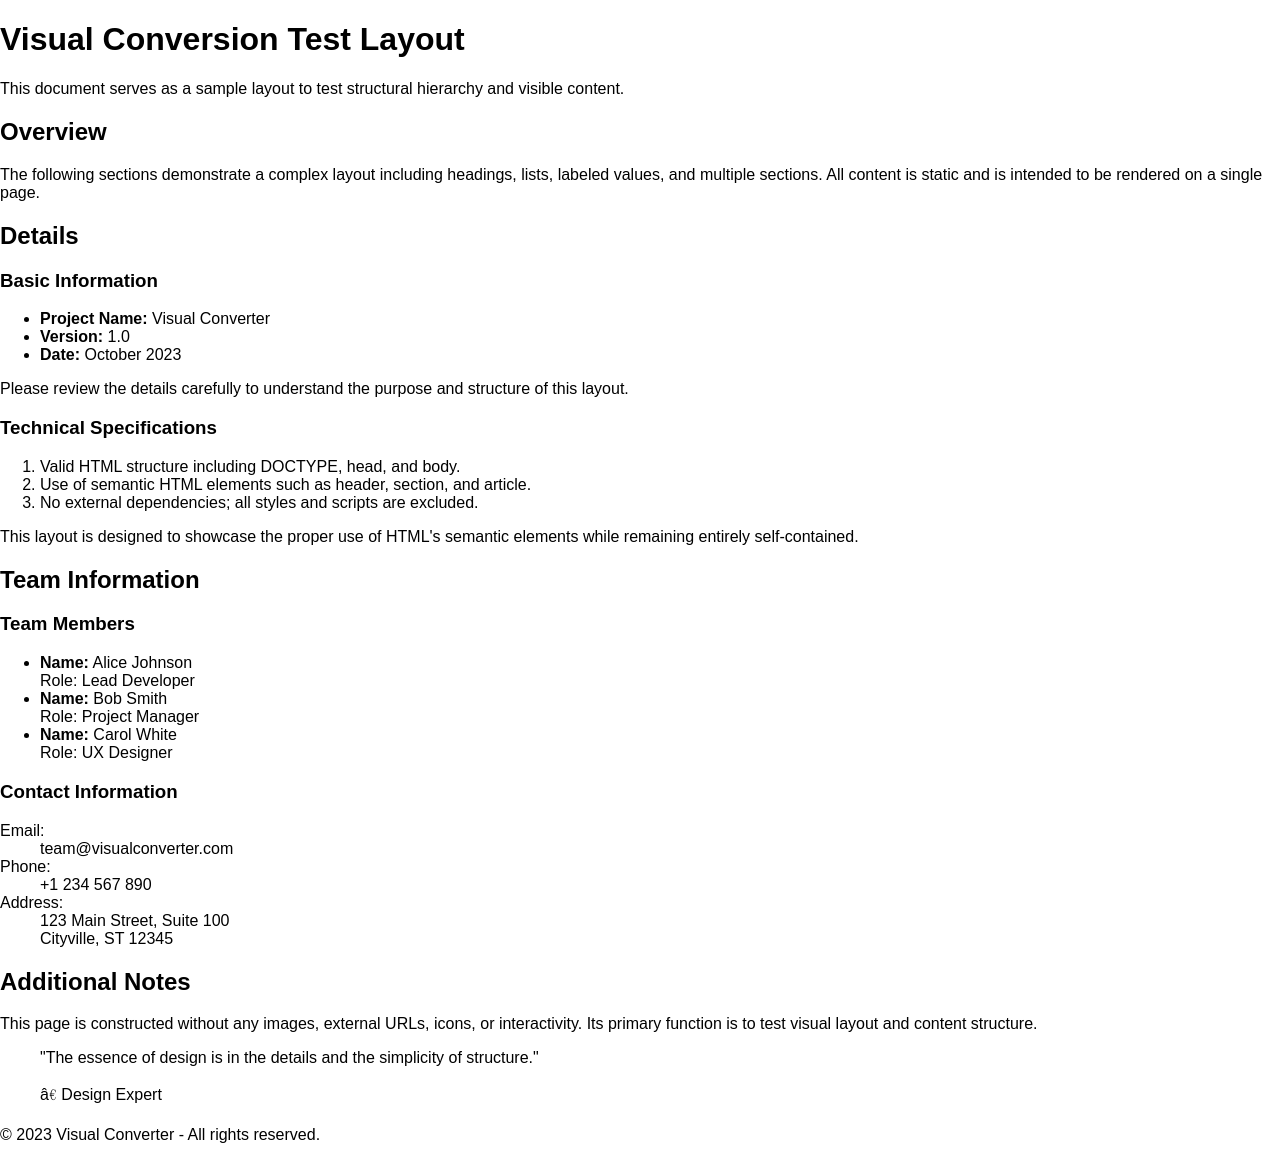 Visual Conversion Test Layout
This document serves as a sample layout to test structural hierarchy and visible content.
Overview
The following sections demonstrate a complex layout including headings, lists, labeled values, and multiple sections. All content is static and is intended to be rendered on a single
page.
Details
Basic Information
• Project Name: Visual Converter
• Version: 1.0
• Date: October 2023
Please review the details carefully to understand the purpose and structure of this layout.
Technical Specifications
1. Valid HTML structure including DOCTYPE, head, and body.
2. Use of semantic HTML elements such as header, section, and article.
3. No external dependencies; all styles and scripts are excluded.
This layout is designed to showcase the proper use of HTML's semantic elements while remaining entirely self-contained.
Team Information
Team Members
• Name: Alice Johnson
Role: Lead Developer
• Name: Bob Smith
Role: Project Manager
• Name: Carol White
Role: UX Designer
Contact Information
Email:
team@visualconverter.com
Phone:
+1 234 567 890
Address:
123 Main Street, Suite 100
Cityville, ST 12345
Additional Notes
This page is constructed without any images, external URLs, icons, or interactivity. Its primary function is to test visual layout and content structure.
"The essence of design is in the details and the simplicity of structure."
â€ Design Expert
© 2023 Visual Converter - All rights reserved.